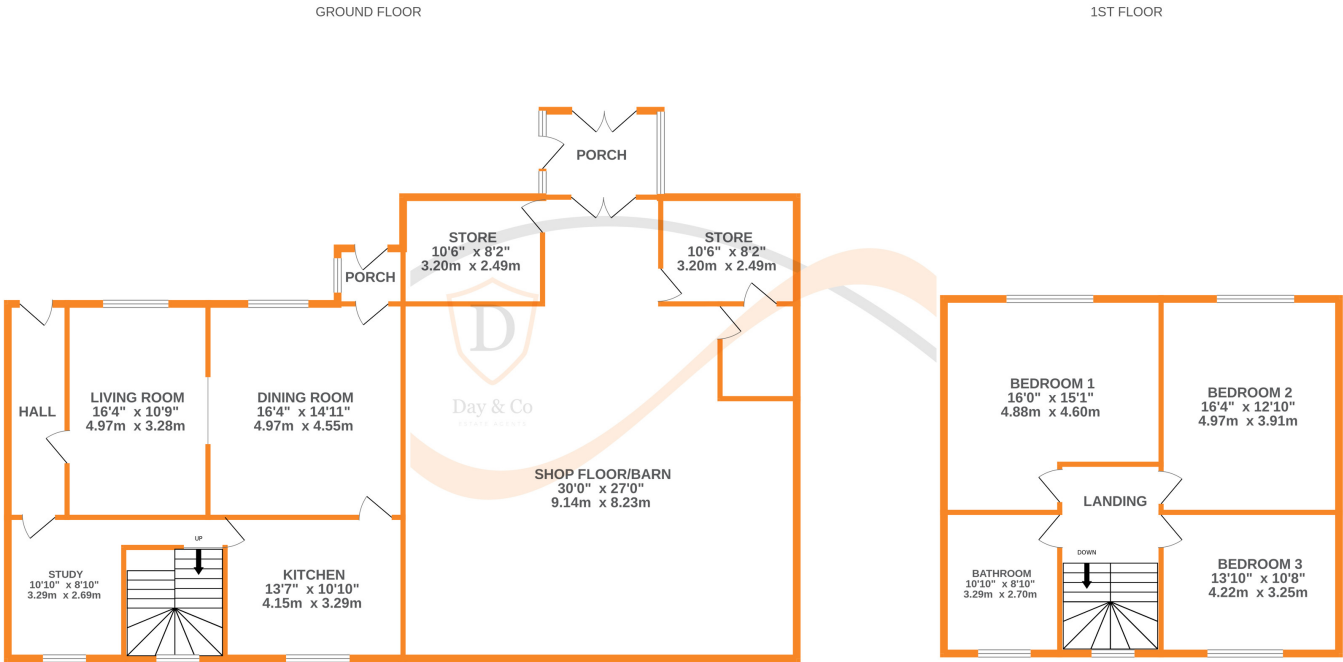 GROUND FLOOR
1ST FLOOR
PORCH
STORE
10'6" x 8'2"
3.20m x 2.49m
STORE
10'6" x 8'2"
3.20m x 2.49m
PORCH
D
Day & Co
ESTATE AGENTS
HALL
LIVING ROOM
16'4" x 10'9"
4.97m x 3.28m
DINING ROOM
16'4" x 14'11"
4.97m x 4.55m
SHOP FLOOR/BARN
30'0" x 27'0"
9.14m x 8.23m
UP
STUDY
10'10" x 8'10"
3.29m x 2.69m
KITCHEN
13'7" x 10'10"
4.15m x 3.29m
BEDROOM 1
16'0" x 15'1"
4.88m x 4.60m
BEDROOM 2
16'4" x 12'10"
4.97m x 3.91m
LANDING
DOWN
BATHROOM
10'10" x 8'10"
3.29m x 2.70m
BEDROOM 3
13'10" x 10'8"
4.22m x 3.25m